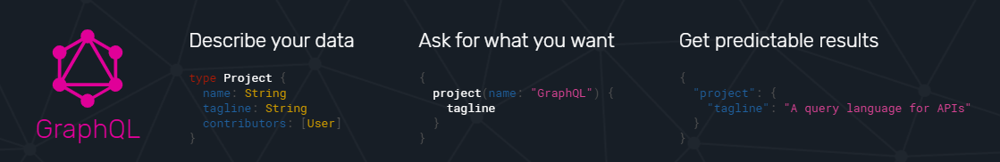 GraphQL
Describe your data
type Project {
  name: String
  tagline: String
  contributors: [User]
}
Ask for what you want
{
  project(name: "GraphQL") {
    tagline
  }
}
Get predictable results
{
  "project": {
    "tagline": "A query language for APIs"
  }
}